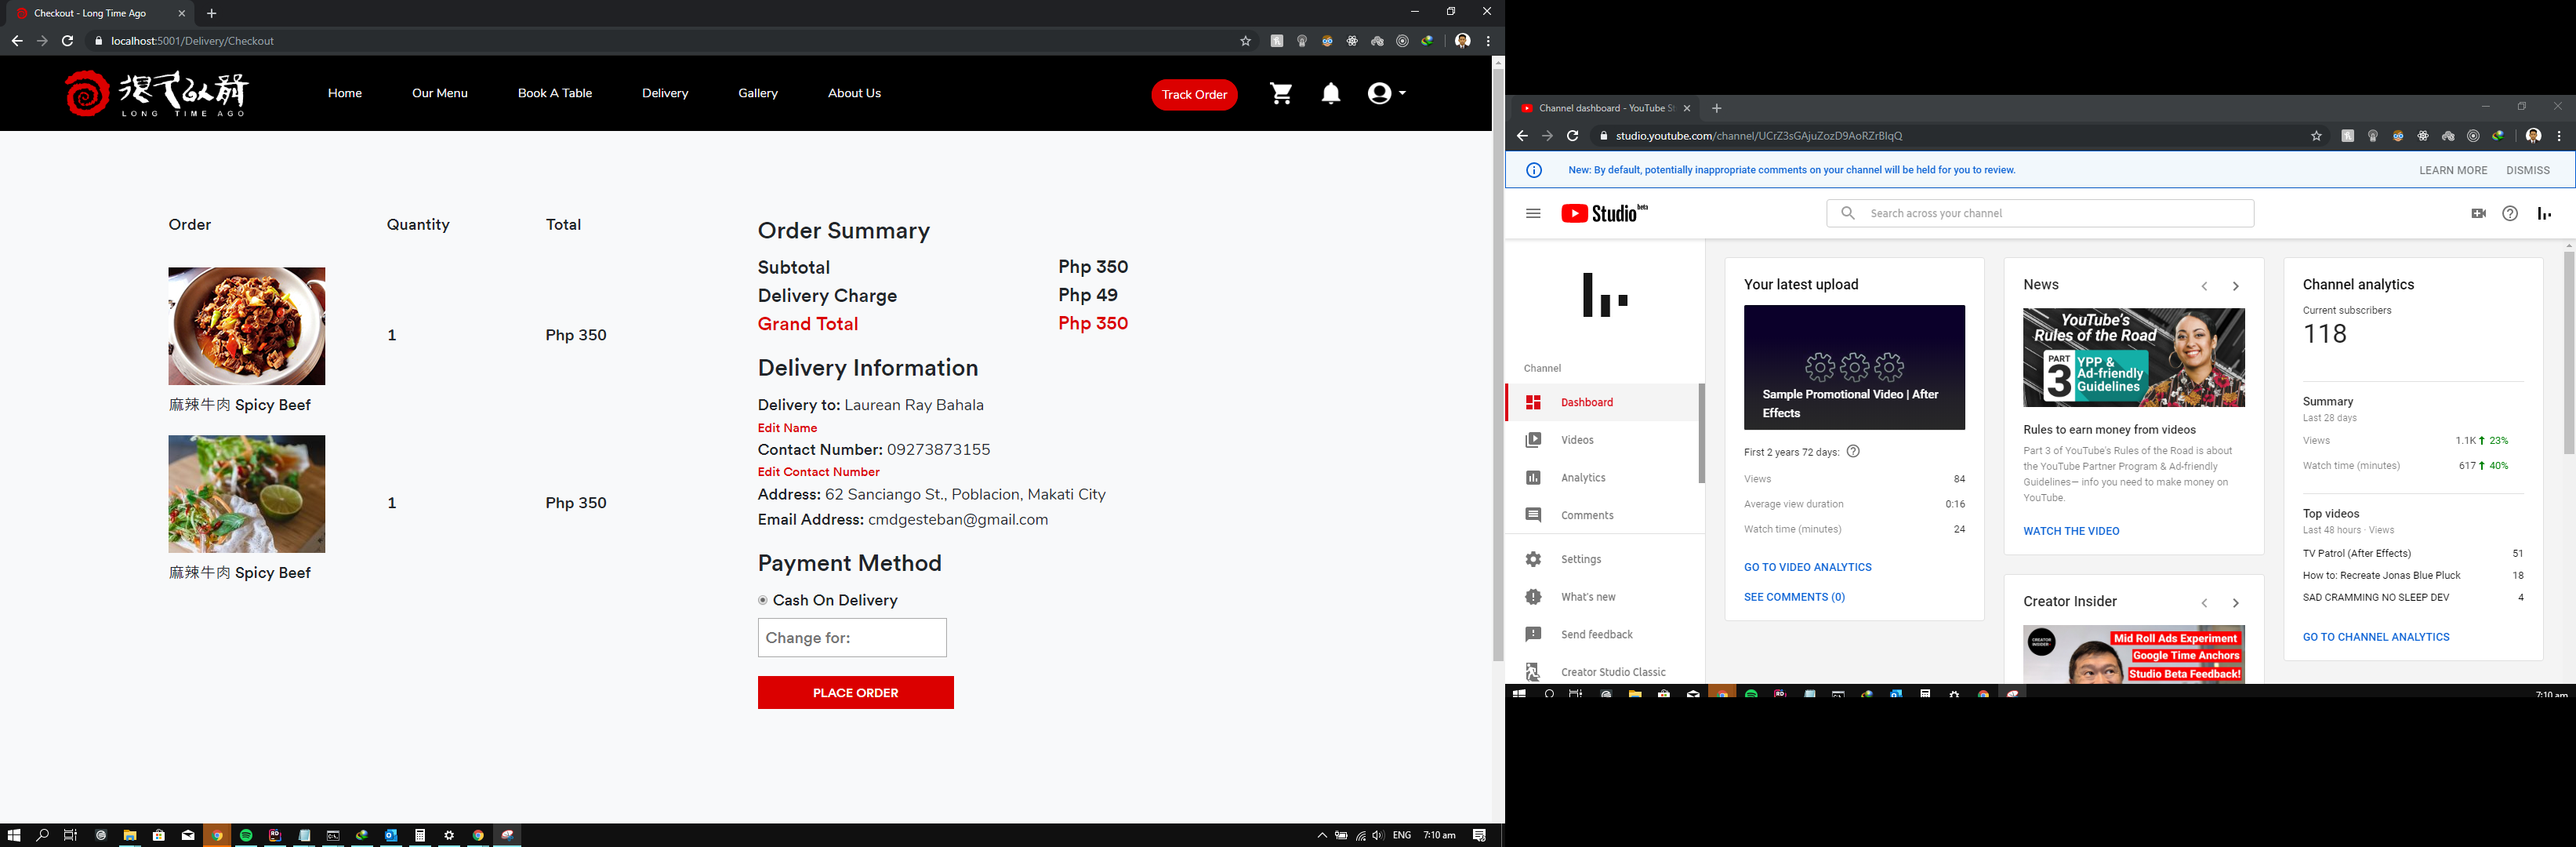 Checkout - Long Time Ago
localhost:5001/Delivery/Checkout
LONG TIME AGO
Home
Our Menu
Book A Table
Delivery
Gallery
About Us
Track Order
Order
Quantity
Total
1
Php 350
麻辣牛肉 Spicy Beef
1
Php 350
麻辣牛肉 Spicy Beef
Order Summary
Subtotal
Php 350
Delivery Charge
Php 49
Grand Total
Php 350
Delivery Information
Delivery to: Laurean Ray Bahala
Edit Name
Contact Number: 09273873155
Edit Contact Number
Address: 62 Sanciango St., Poblacion, Makati City
Email Address: cmdgesteban@gmail.com
Payment Method
Cash On Delivery
Change for:
PLACE ORDER
ENG
7:10 am
Channel dashboard - YouTube St
studio.youtube.com/channel/UCrZ3sGAjuZozD9AoRZrBlqQ
New: By default, potentially inappropriate comments on your channel will be held for you to review.
LEARN MORE
DISMISS
Studio beta
Search across your channel
Channel
Dashboard
Videos
Analytics
Comments
Settings
What's new
Send feedback
Creator Studio Classic
Your latest upload
Sample Promotional Video | After
Effects
First 2 years 72 days:
Views
84
Average view duration
0:16
Watch time (minutes)
24
GO TO VIDEO ANALYTICS
SEE COMMENTS (0)
News
YouTube's
Rules of the Road
PART
3
YPP &
Ad-friendly
Guidelines
Rules to earn money from videos
Part 3 of YouTube's Rules of the Road is about
the YouTube Partner Program & Ad-friendly
Guidelines— info you need to make money on
YouTube.
WATCH THE VIDEO
Creator Insider
CREATOR
INSIDER
Mid Roll Ads Experiment
Google Time Anchors
Studio Beta Feedback!
Channel analytics
Current subscribers
118
Summary
Last 28 days
Views
1.1K 23%
Watch time (minutes)
617 40%
Top videos
Last 48 hours · Views
TV Patrol (After Effects)
51
How to: Recreate Jonas Blue Pluck
18
SAD CRAMMING NO SLEEP DEV
4
GO TO CHANNEL ANALYTICS
7:10 am